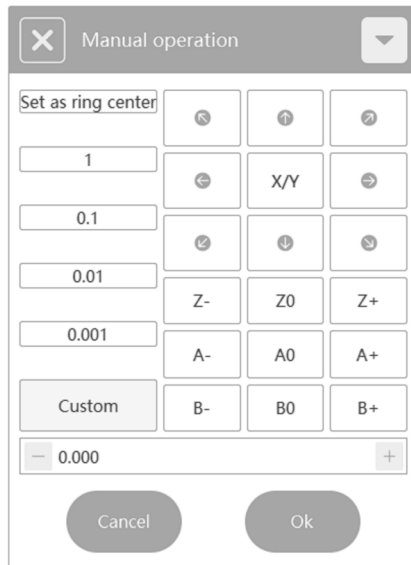 Manual operation
Set as ring center
1
X/Y
0.1
0.01
Z- Z0 Z+
0.001
A- A0 A+
Custom
B- B0 B+
− 0.000 +
Cancel Ok